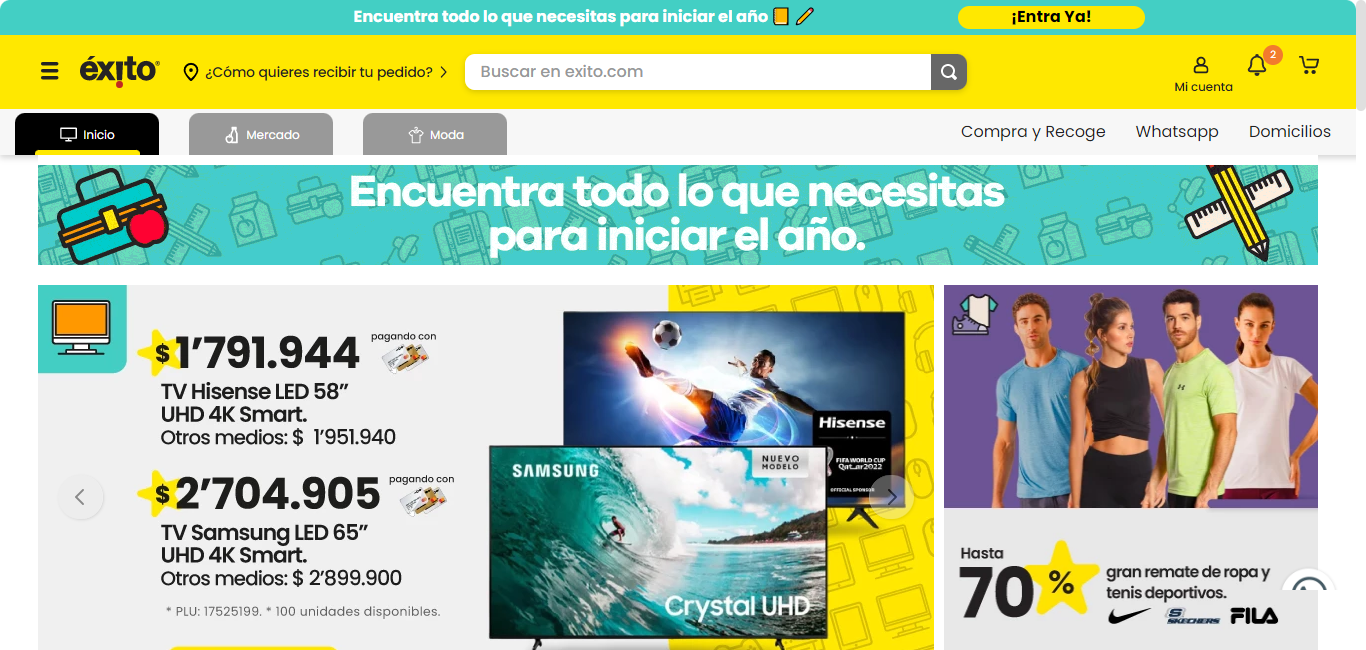 Encuentra todo lo que necesitas para iniciar el año
¡Entra Ya!
éxito
¿Cómo quieres recibir tu pedido?
Buscar en exito.com
Mi cuenta
2
Inicio
Mercado
Moda
Compra y Recoge
Whatsapp
Domicilios
Encuentra todo lo que necesitas
para iniciar el año.
$1’791.944
pagando con
TV Hisense LED 58”
UHD 4K Smart.
Otros medios: $ 1’951.940
$2’704.905
pagando con
TV Samsung LED 65”
UHD 4K Smart.
Otros medios: $ 2’899.900
* PLU: 17525199. * 100 unidades disponibles.
Hisense
FIFA WORLD CUP
Qatar2022
OFFICIAL SPONSOR
SAMSUNG
NUEVO
MODELO
Crystal UHD
Hasta
70%
gran remate de ropa y
tenis deportivos.
SKECHERS
FILA